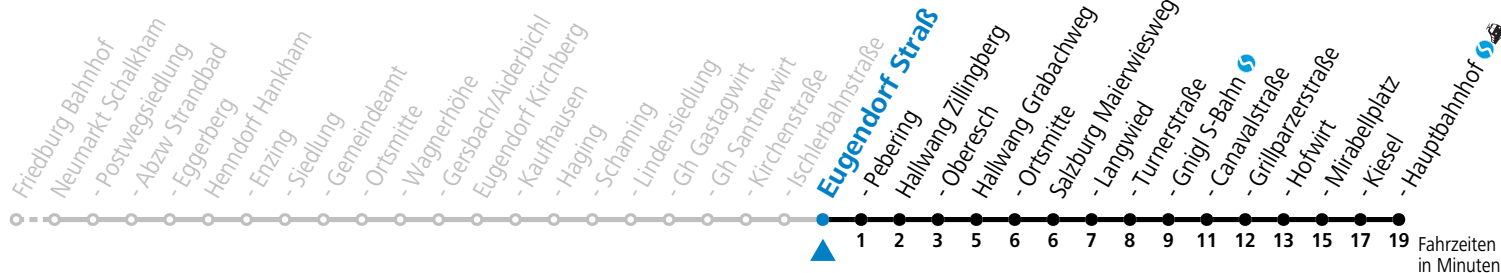 Friedburg Bahnhof
Neumarkt Schalkham
- Postwegsiedlung
- Abzw Strandbad
- Eggerberg
Henndorf Hankham
- Enzing
- Siedlung
- Gemeindeamt
- Ortsmitte
- Wagnerhöhe
- Gersbach/Aiderbichl
Eugendorf Kirchberg
- Kaufhausen
- Haging
- Schaming
- Lindensiedlung
- Gh Gastagwirt
- Gh Santnerwirt
- Kirchenstraße
- Ischlerbahnstraße
Eugendorf Straß
- Pebering
Hallwang Zillingberg
- Oberesch
Hallwang Grabachweg
- Ortsmitte
Salzburg Maierwiesweg
- Langwied
- Turnerstraße
- Gnigl S-Bahn
- Canavalstraße
- Grillparzerstraße
- Hofwirt
- Mirabellplatz
- Kiesel
- Hauptbahnhof
1 2 3 5 6 6 7 8 9 11 12 13 15 17 19 Fahrzeiten
in Minuten